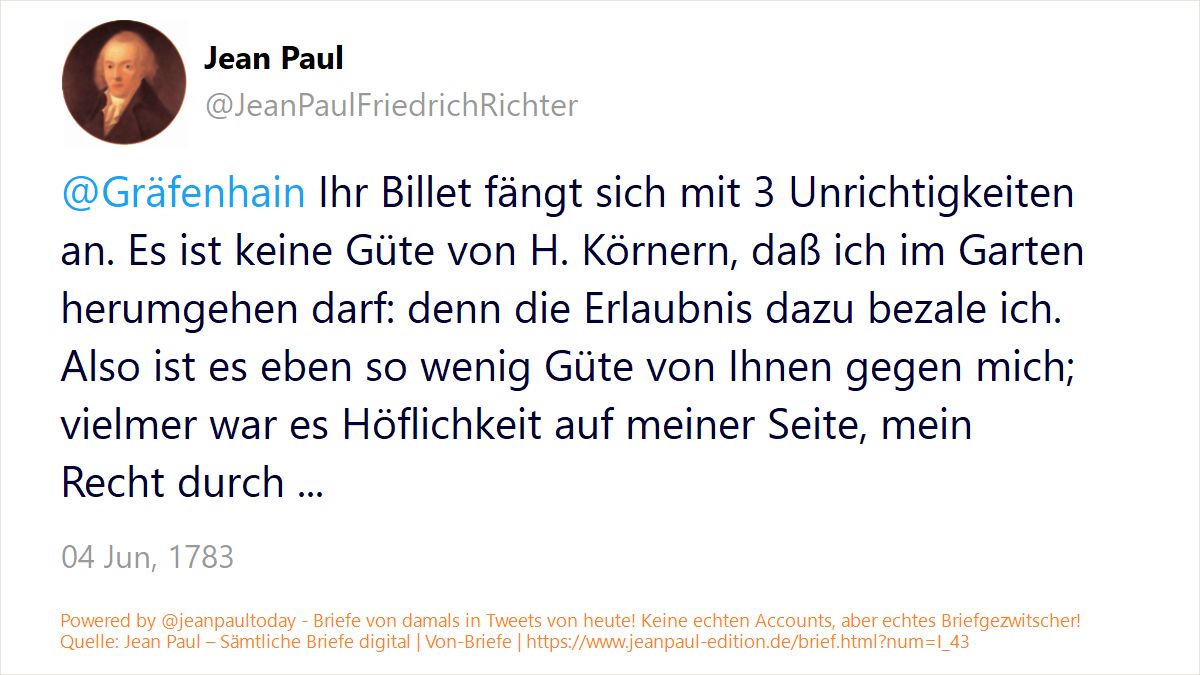 Jean Paul
@JeanPaulFriedrichRichter
@Gräfenhain Ihr Billet fängt sich mit 3 Unrichtigkeiten
an. Es ist keine Güte von H. Körnern, daß ich im Garten
herumgehen darf: denn die Erlaubnis dazu bezale ich.
Also ist es eben so wenig Güte von Ihnen gegen mich;
vielmer war es Höflichkeit auf meiner Seite, mein
Recht durch ...
04 Jun, 1783
Powered by @jeanpaultoday - Briefe von damals in Tweets von heute! Keine echten Accounts, aber echtes Briefgezwitscher!
Quelle: Jean Paul – Sämtliche Briefe digital | Von-Briefe | https://www.jeanpaul-edition.de/brief.html?num=I_43